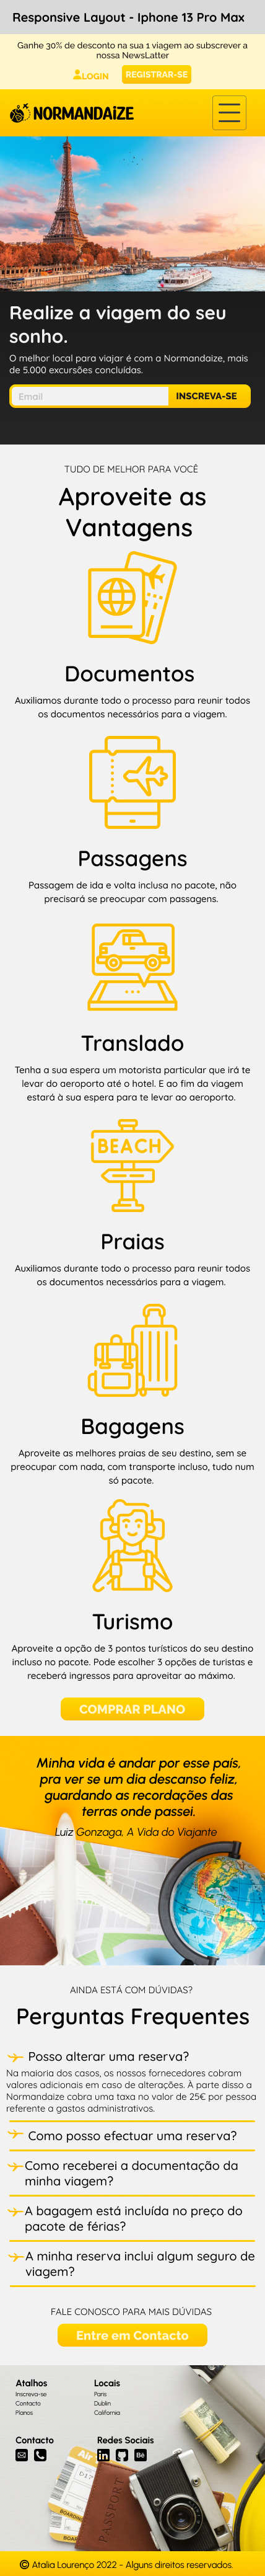 Responsive Layout - Iphone 13 Pro Max
Ganhe 30% de desconto na sua 1 viagem ao subscrever a
nossa NewsLatter
LOGIN
REGISTRAR-SE
NORMANDAIZE
Realize a viagem do seu
sonho.
O melhor local para viajar é com a Normandaize, mais
de 5.000 excursões concluídas.
Email
INSCREVA-SE
TUDO DE MELHOR PARA VOCÊ
Aproveite as
Vantagens
Documentos
Auxiliamos durante todo o processo para reunir todos
os documentos necessários para a viagem.
Passagens
Passagem de ida e volta inclusa no pacote, não
precisará se preocupar com passagens.
Translado
Tenha a sua espera um motorista particular que irá te
levar do aeroporto até o hotel. E ao fim da viagem
estará à sua espera para te levar ao aeroporto.
BEACH
Praias
Auxiliamos durante todo o processo para reunir todos
os documentos necessários para a viagem.
Bagagens
Aproveite as melhores praias de seu destino, sem se
preocupar com nada, com transporte incluso, tudo num
só pacote.
Turismo
Aproveite a opção de 3 pontos turísticos do seu destino
incluso no pacote. Pode escolher 3 opções de turistas e
receberá ingressos para aproveitar ao máximo.
COMPRAR PLANO
Minha vida é andar por esse país,
pra ver se um dia descanso feliz,
guardando as recordações das
terras onde passei.
Luiz Gonzaga, A Vida do Viajante
AINDA ESTÁ COM DÚVIDAS?
Perguntas Frequentes
Posso alterar uma reserva?
Na maioria dos casos, os nossos fornecedores cobram
valores adicionais em caso de alterações. À parte disso a
Normandaize cobra uma taxa no valor de 25€ por pessoa
referente a gastos administrativos.
Como posso efectuar uma reserva?
Como receberei a documentação da
minha viagem?
A bagagem está incluída no preço do
pacote de férias?
A minha reserva inclui algum seguro de
viagem?
FALE CONOSCO PARA MAIS DÚVIDAS
Entre em Contacto
Atalhos
Inscreva-se
Contacto
Planos
Locais
Paris
Dublin
California
Contacto
Redes Sociais
in
Bē
Air
PASSPORT
© Atalia Lourenço 2022 - Alguns direitos reservados.